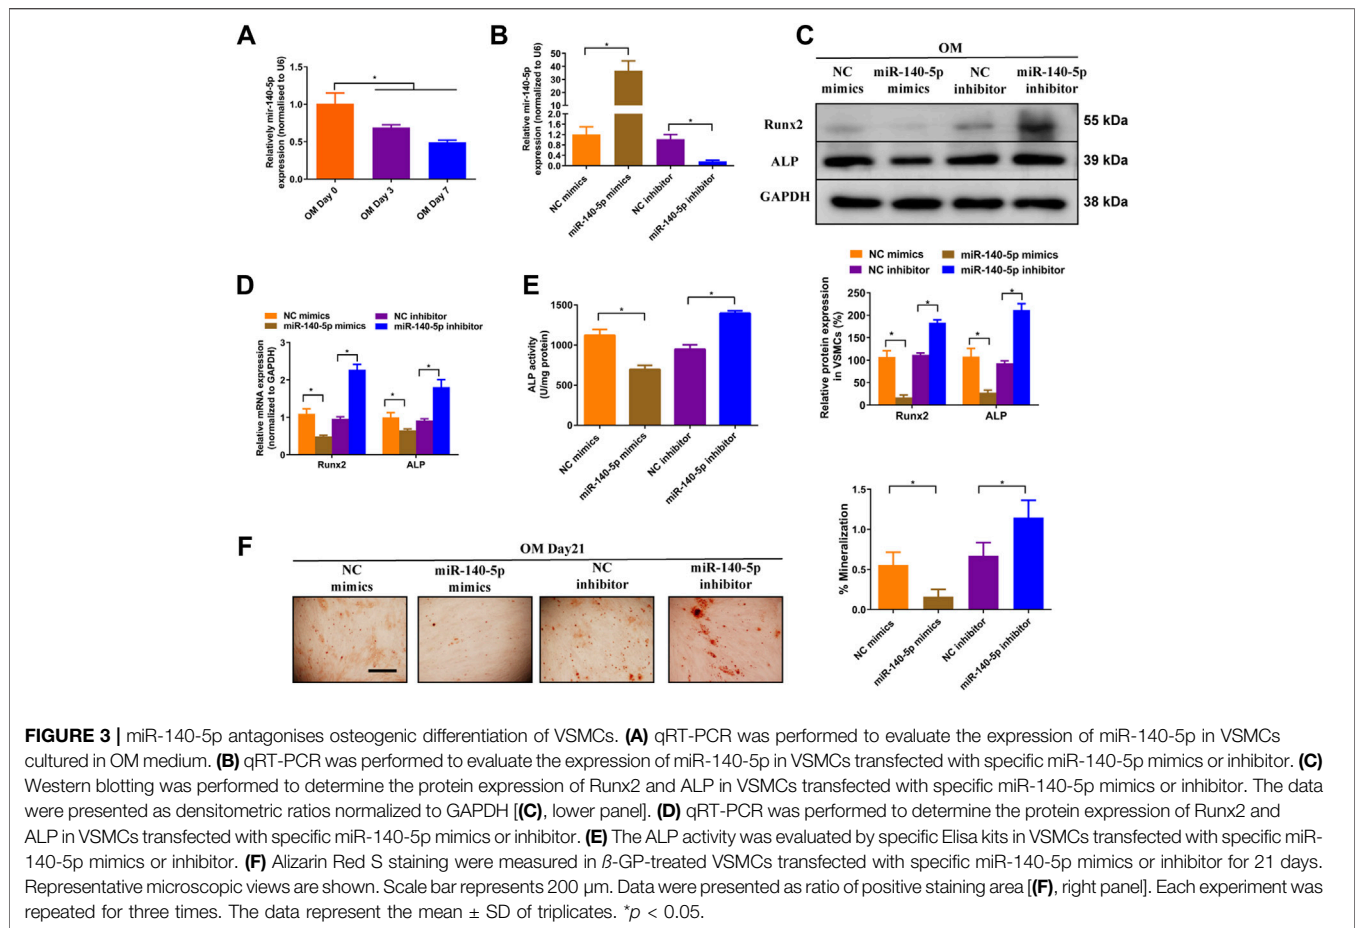 A
Relatively mir-140-5p
expression (normalised to U6)
1.5
1.0
0.5
0.0
*
OM Day 0
OM Day 3
OM Day 7
B
Relative mir-140-5p
expression (normalized to U6)
50
40
30
20
10
2.0
1.6
1.2
0.8
0.4
0.0
*
*
NC mimics
miR-140-5p mimics
NC inhibitor
miR-140-5p inhibitor
C
OM
NC
mimics
miR-140-5p
mimics
NC
inhibitor
miR-140-5p
inhibitor
Runx2
55 kDa
ALP
39 kDa
GAPDH
38 kDa
NC mimics
miR-140-5p mimics
NC inhibitor
miR-140-5p inhibitor
Relative protein expression
in VSMCs (%)
250
200
150
100
50
0
*
*
*
*
Runx2
ALP
D
NC mimics
NC inhibitor
miR-140-5p mimics
miR-140-5p inhibitor
Relative mRNA expression
(normalized to GAPDH)
3
2
1
0
*
*
*
*
Runx2
ALP
E
ALP activity
(U/mg protein)
1500
1000
500
0
*
*
NC mimics
miR-140-5p mimics
NC inhibitor
miR-140-5p inhibitor
F
OM Day21
NC
mimics
miR-140-5p
mimics
NC
inhibitor
miR-140-5p
inhibitor
% Mineralization
1.5
1.0
0.5
0.0
*
*
NC mimics
miR-140-5p mimics
NC inhibitor
miR-140-5p inhibitor
FIGURE 3 | miR-140-5p antagonises osteogenic differentiation of VSMCs. (A) qRT-PCR was performed to evaluate the expression of miR-140-5p in VSMCs
cultured in OM medium. (B) qRT-PCR was performed to evaluate the expression of miR-140-5p in VSMCs transfected with specific miR-140-5p mimics or inhibitor. (C)
Western blotting was performed to determine the protein expression of Runx2 and ALP in VSMCs transfected with specific miR-140-5p mimics or inhibitor. The data
were presented as densitometric ratios normalized to GAPDH [(C), lower panel]. (D) qRT-PCR was performed to determine the protein expression of Runx2 and
ALP in VSMCs transfected with specific miR-140-5p mimics or inhibitor. (E) The ALP activity was evaluated by specific Elisa kits in VSMCs transfected with specific miR-
140-5p mimics or inhibitor. (F) Alizarin Red S staining were measured in ß-GP-treated VSMCs transfected with specific miR-140-5p mimics or inhibitor for 21 days.
Representative microscopic views are shown. Scale bar represents 200 μm. Data were presented as ratio of positive staining area [(F), right panel]. Each experiment was
repeated for three times. The data represent the mean ± SD of triplicates. *p < 0.05.